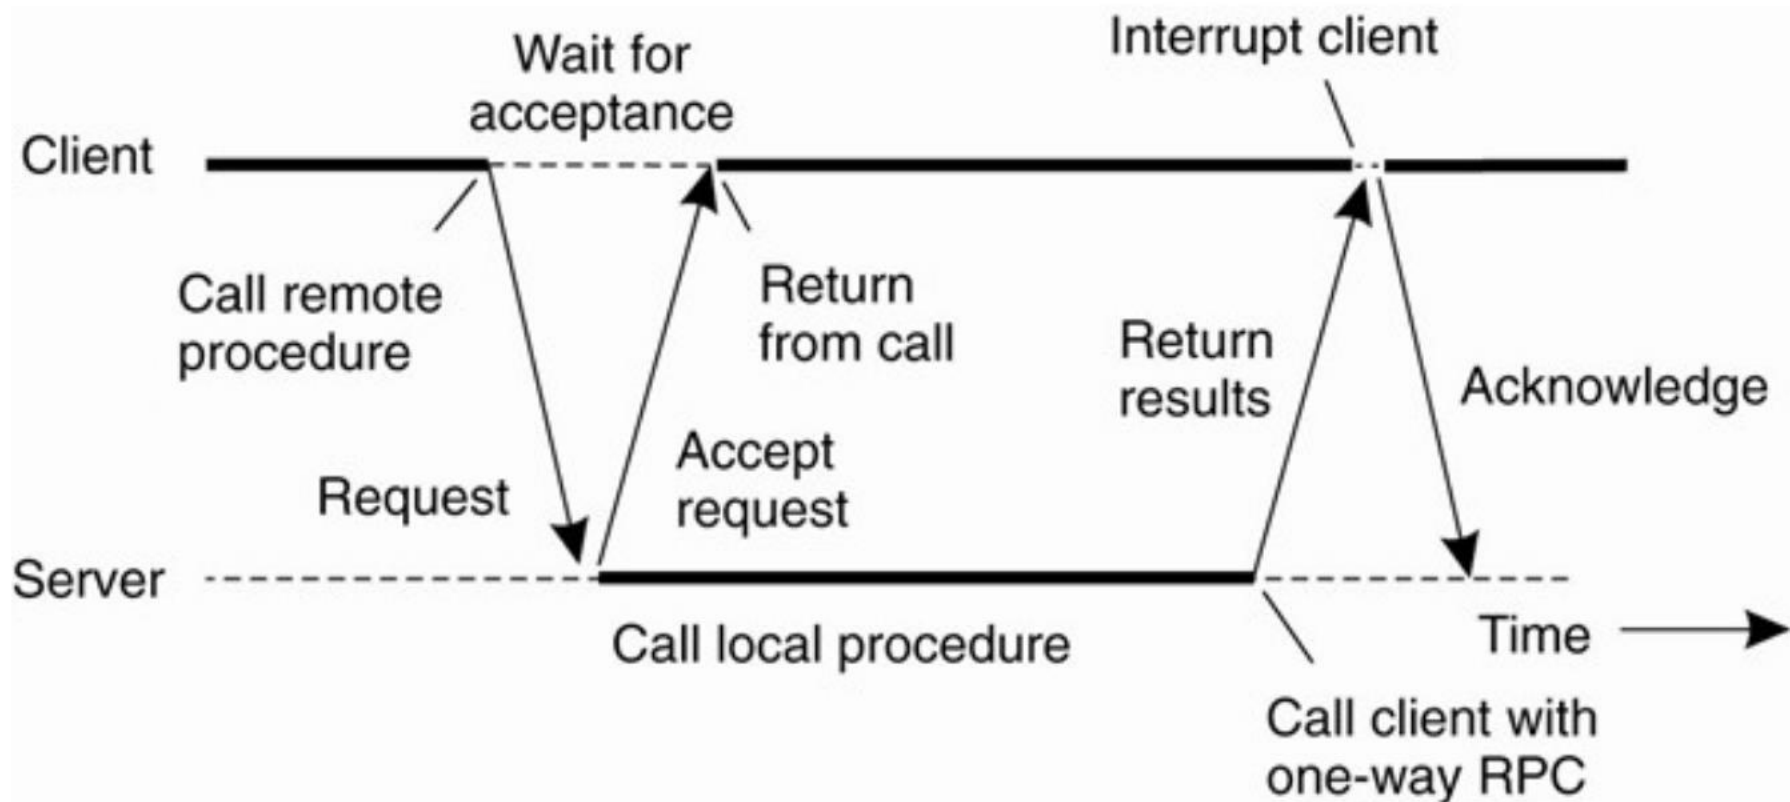 Wait for
acceptance
Interrupt client
Client
Call remote
procedure
Return
from call
Return
results
Acknowledge
Request
Accept
request
Server
Call local procedure
Time
Call client with
one-way RPC